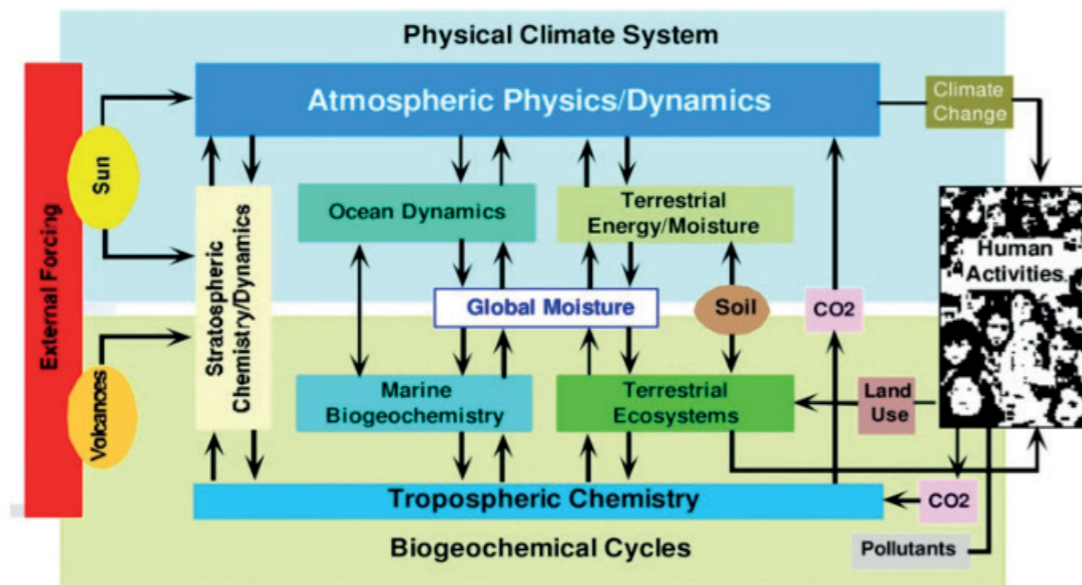 Physical Climate System
Atmospheric Physics/Dynamics
Climate
Change
External Forcing
Sun
Volcanoes
Stratospheric
Chemistry/Dynamics
Ocean Dynamics
Terrestrial
Energy/Moisture
Human
Activities
Global Moisture
Soil
CO2
Marine
Biogeochemistry
Terrestrial
Ecosystems
Land
Use
Tropospheric Chemistry
CO2
Biogeochemical Cycles
Pollutants